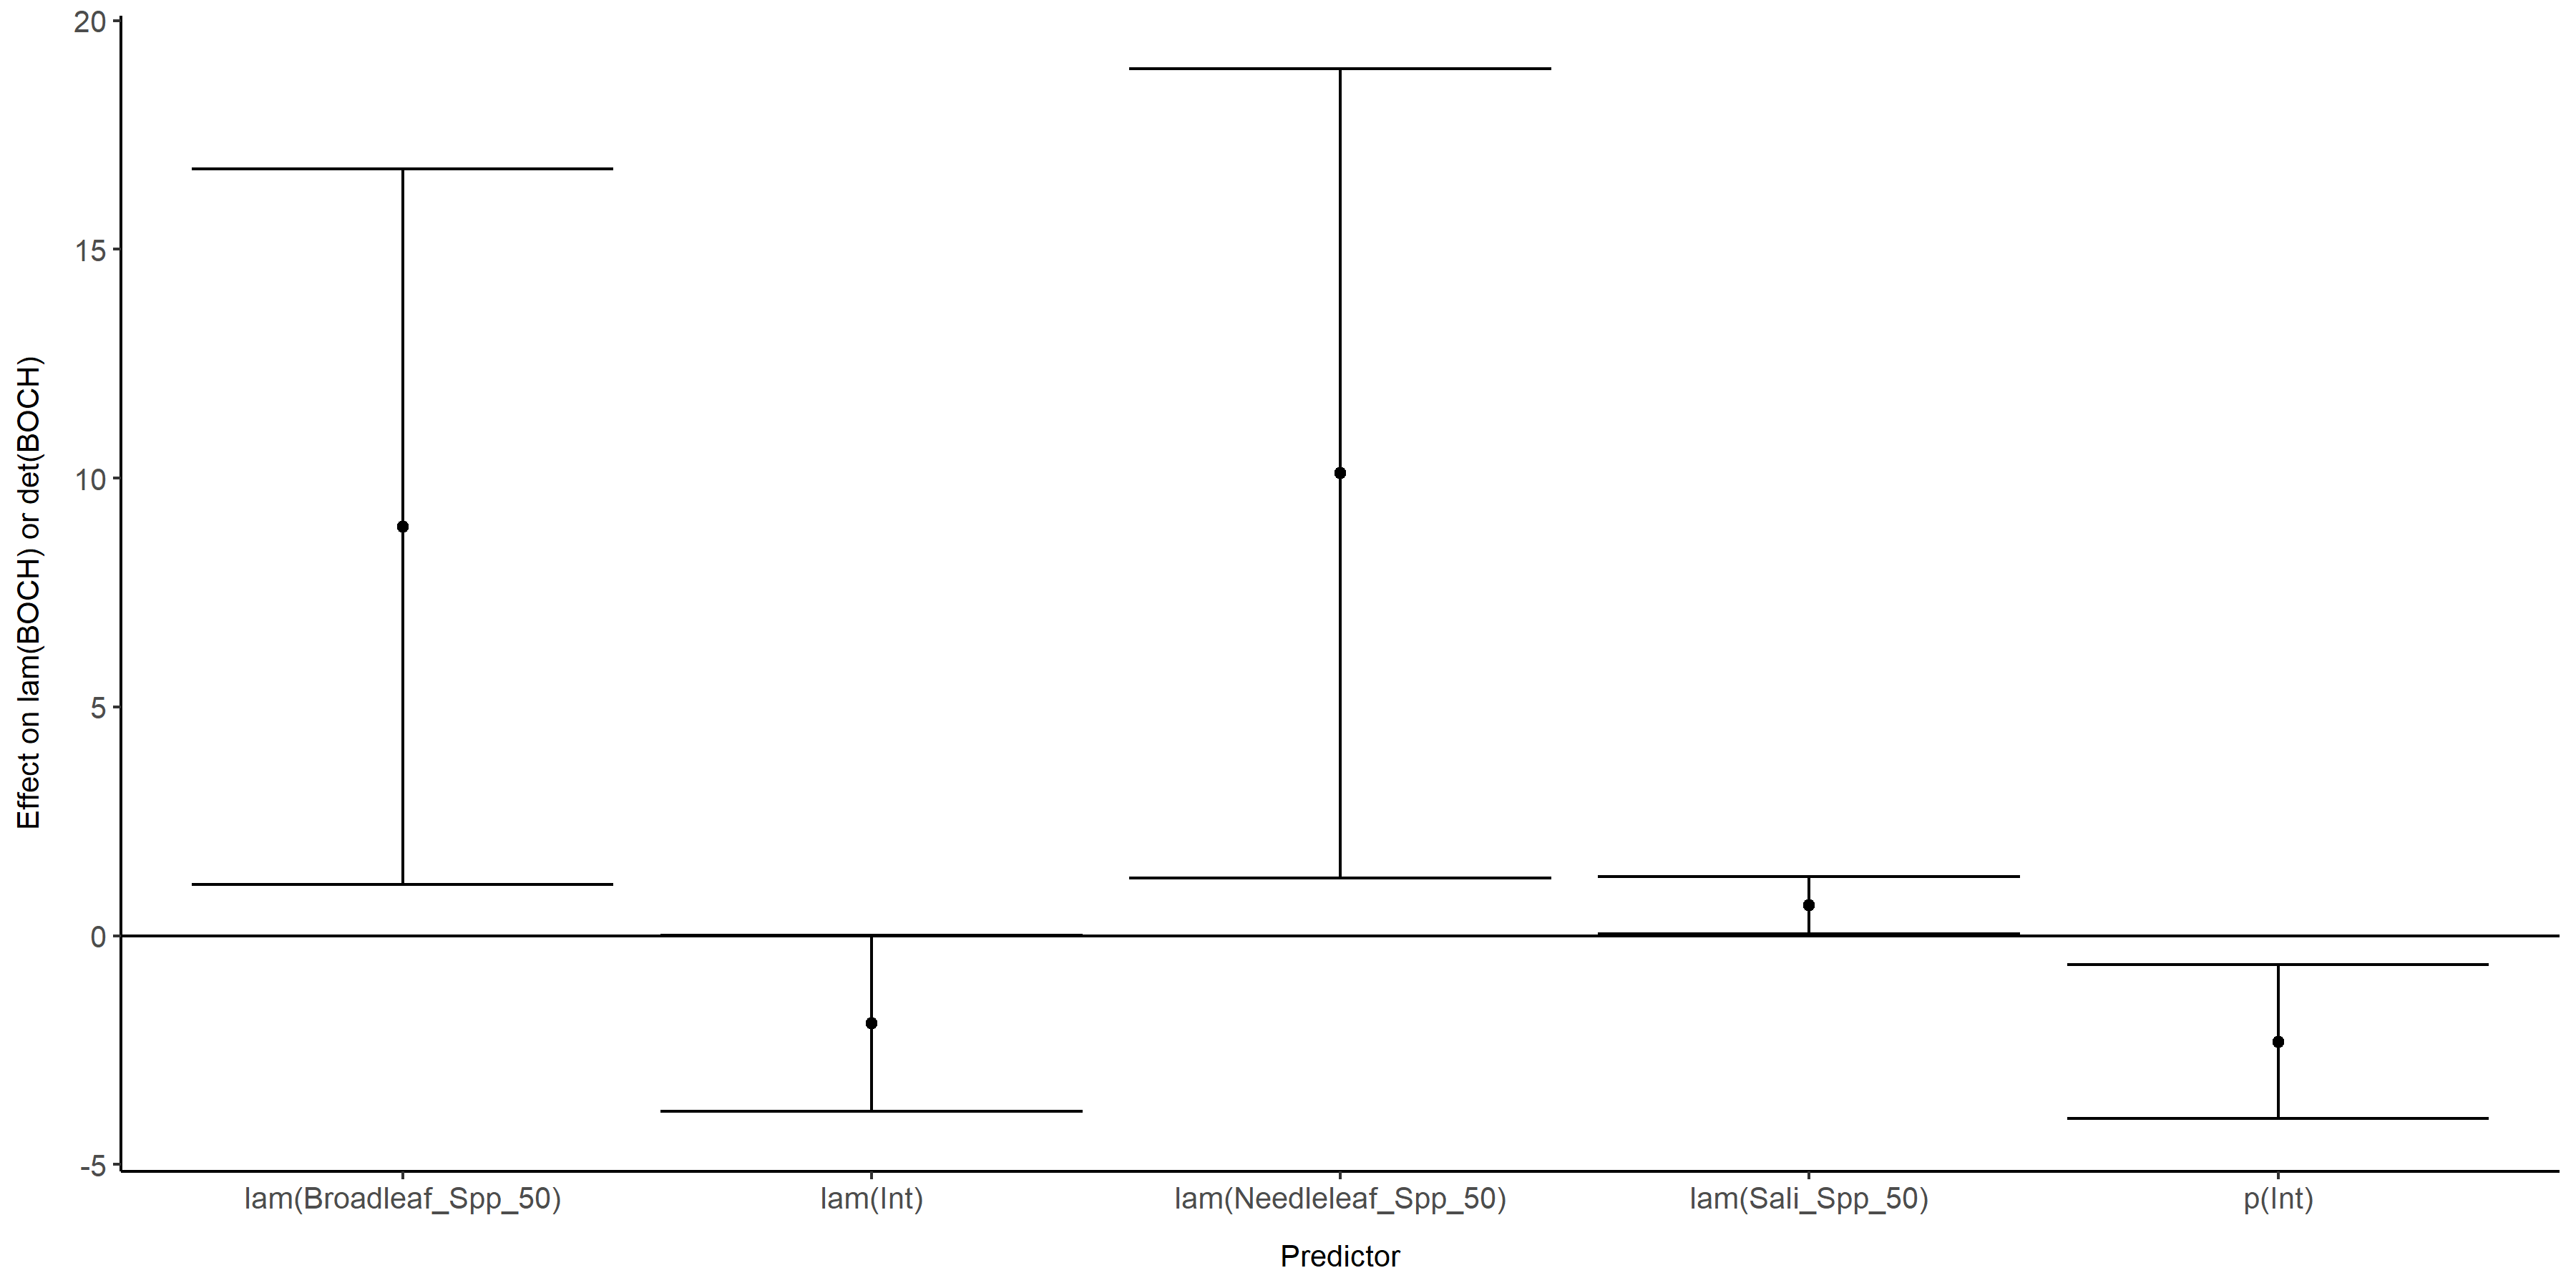 Effect on lam(BOCH) or det(BOCH)
20
15
10
5
0
-5
lam(Broadleaf_Spp_50)
lam(Int)
lam(Needleleaf_Spp_50)
lam(Sali_Spp_50)
p(Int)
Predictor